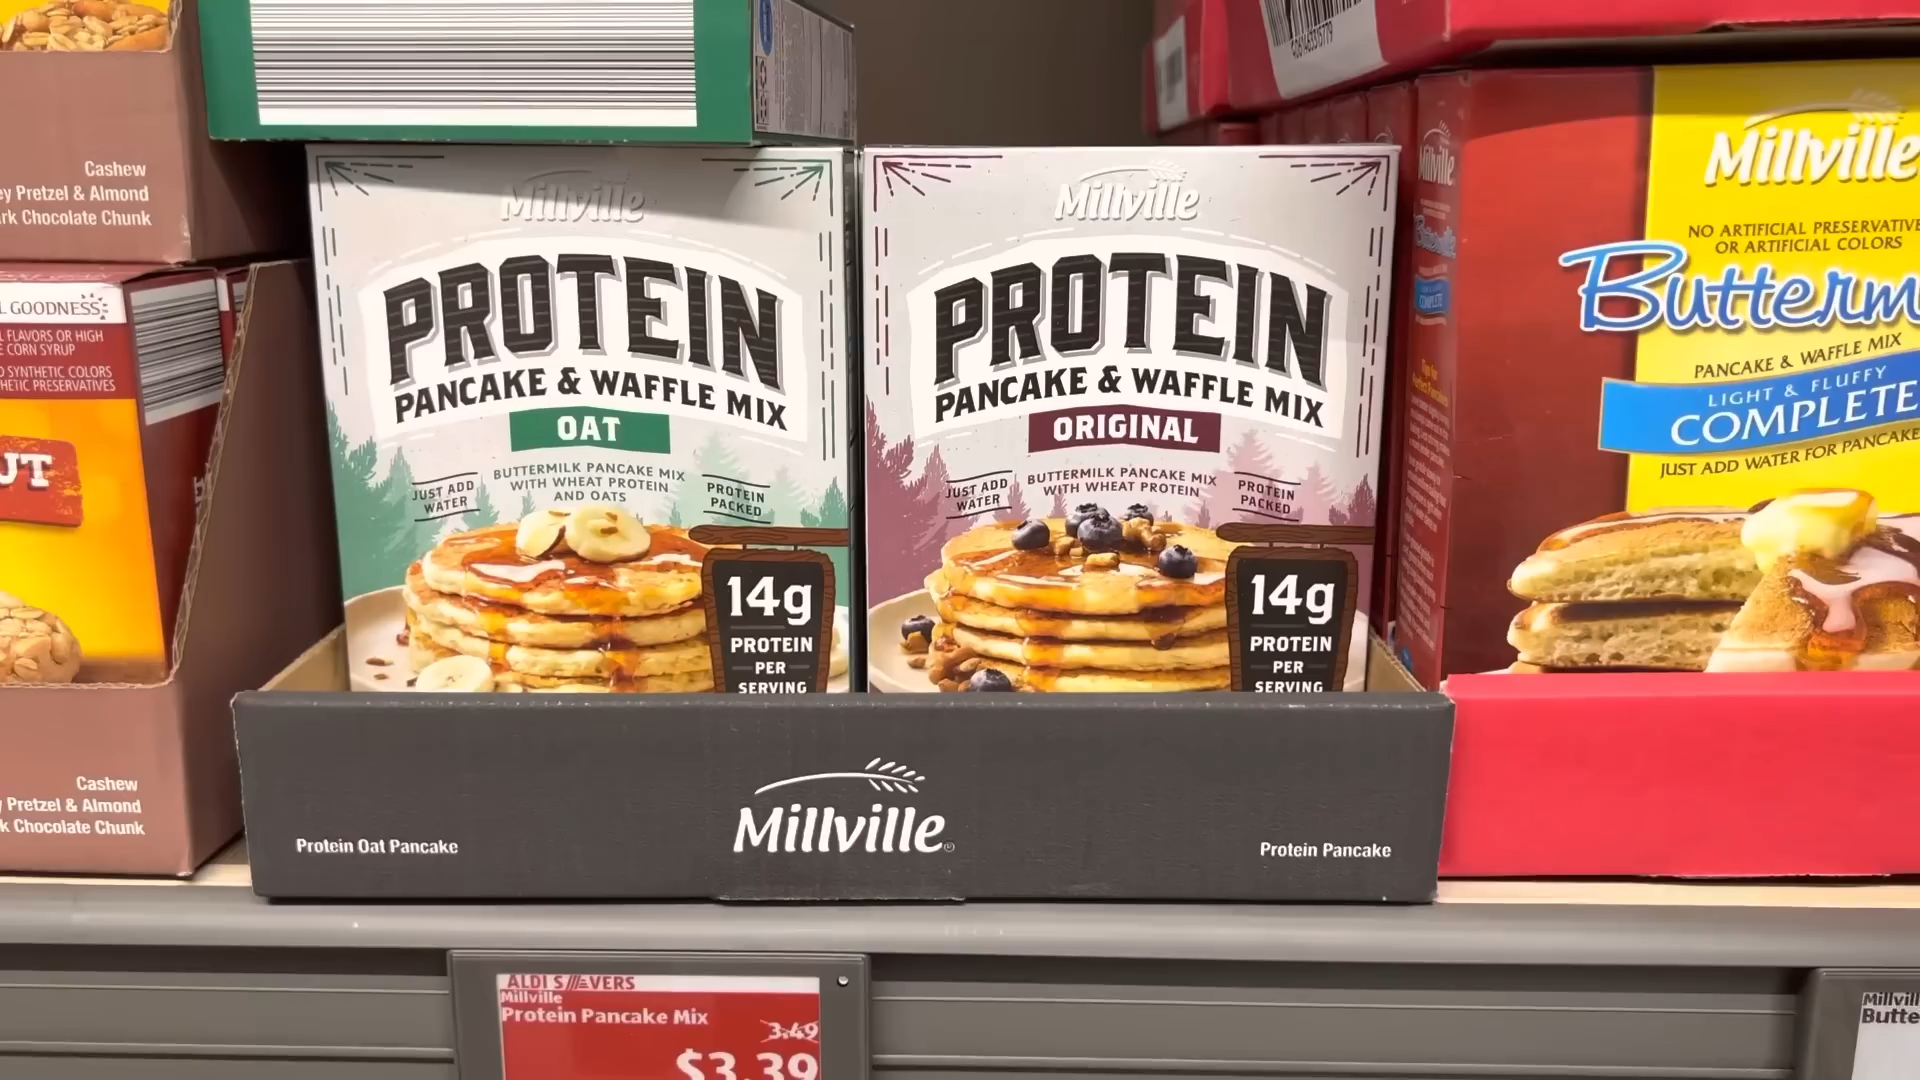 Cashew
ey Pretzel & Almond
rk Chocolate Chunk
L GOODNESS
L FLAVORS OR HIGH
E CORN SYRUP
D SYNTHETIC COLORS
HETIC PRESERVATIVES
UT
Cashew
y Pretzel & Almond
k Chocolate Chunk
Millville
PROTEIN
PANCAKE & WAFFLE MIX
OAT
BUTTERMILK PANCAKE MIX
WITH WHEAT PROTEIN
AND OATS
JUST ADD
WATER
PROTEIN
PACKED
14g
PROTEIN
PER
SERVING
Millville
PROTEIN
PANCAKE & WAFFLE MIX
ORIGINAL
BUTTERMILK PANCAKE MIX
WITH WHEAT PROTEIN
JUST ADD
WATER
PROTEIN
PACKED
14g
PROTEIN
PER
SERVING
Millville
Millville
NO ARTIFICIAL PRESERVATIVE
OR ARTIFICIAL COLORS
Butterm
PANCAKE & WAFFLE MIX
LIGHT & FLUFFY
COMPLETE
JUST ADD WATER FOR PANCAKE
Protein Oat Pancake
Millville
Protein Pancake
ALDI SAVERS
Millville
Protein Pancake Mix
3.49
$3.39
Millvill
Butte